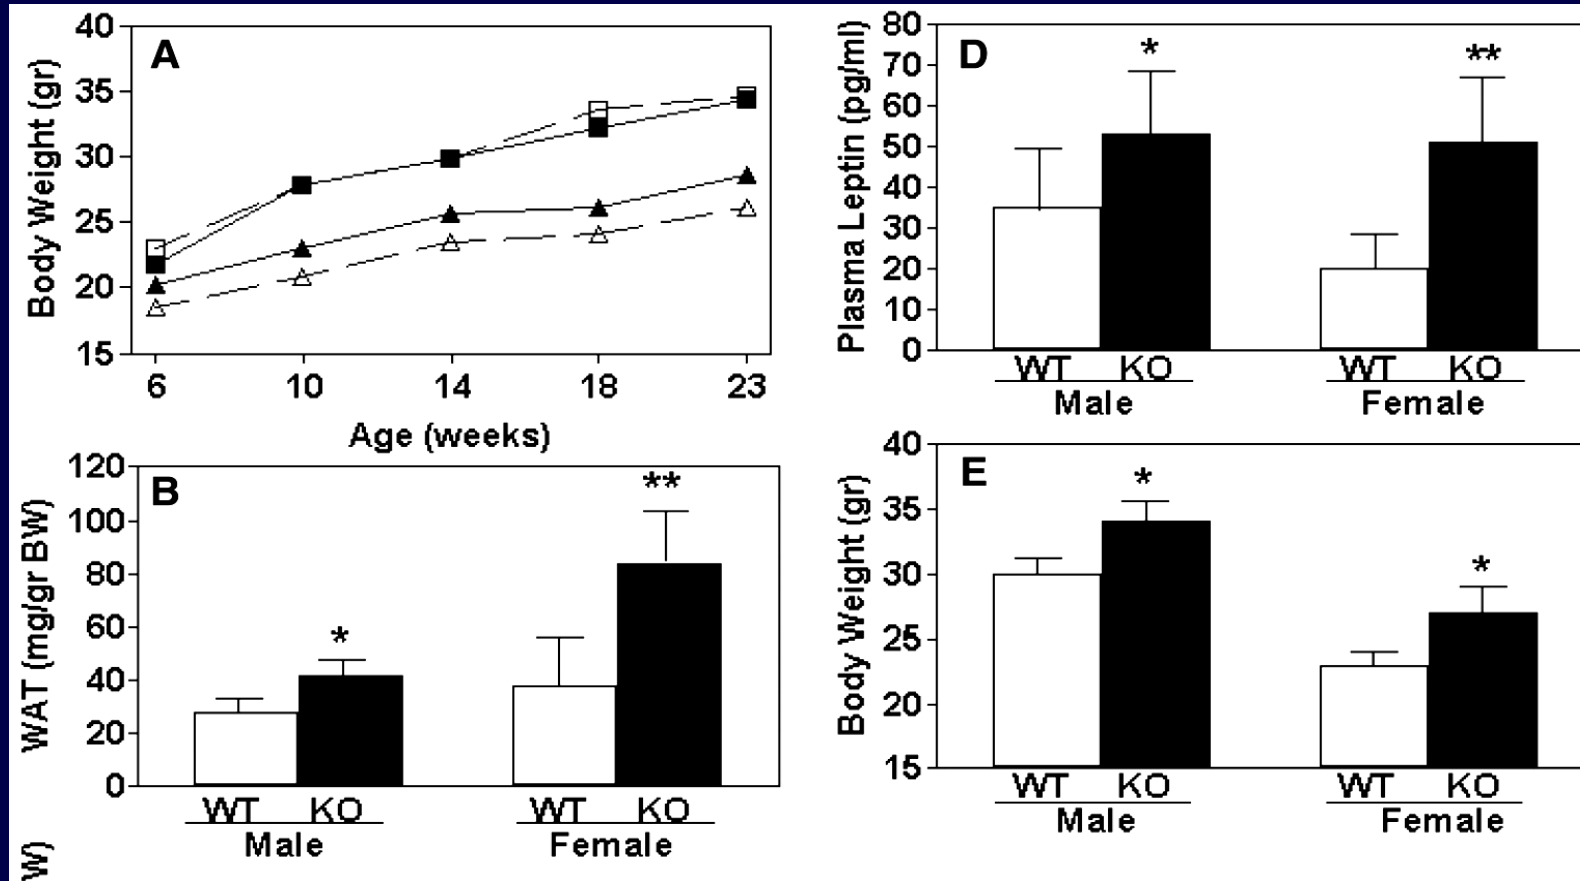 A
Body Weight (gr)
40
35
30
25
20
15
6 10 14 18 23
Age (weeks)
B
WAT (mg/gr BW)
120
100
80
60
40
20
0
**
*
WT KO WT KO
Male Female
W)
D
Plasma Leptin (pg/ml)
80
70
60
50
40
30
20
10
0
* **
WT KO WT KO
Male Female
E
Body Weight (gr)
40
35
30
25
20
15
*
*
WT KO WT KO
Male Female